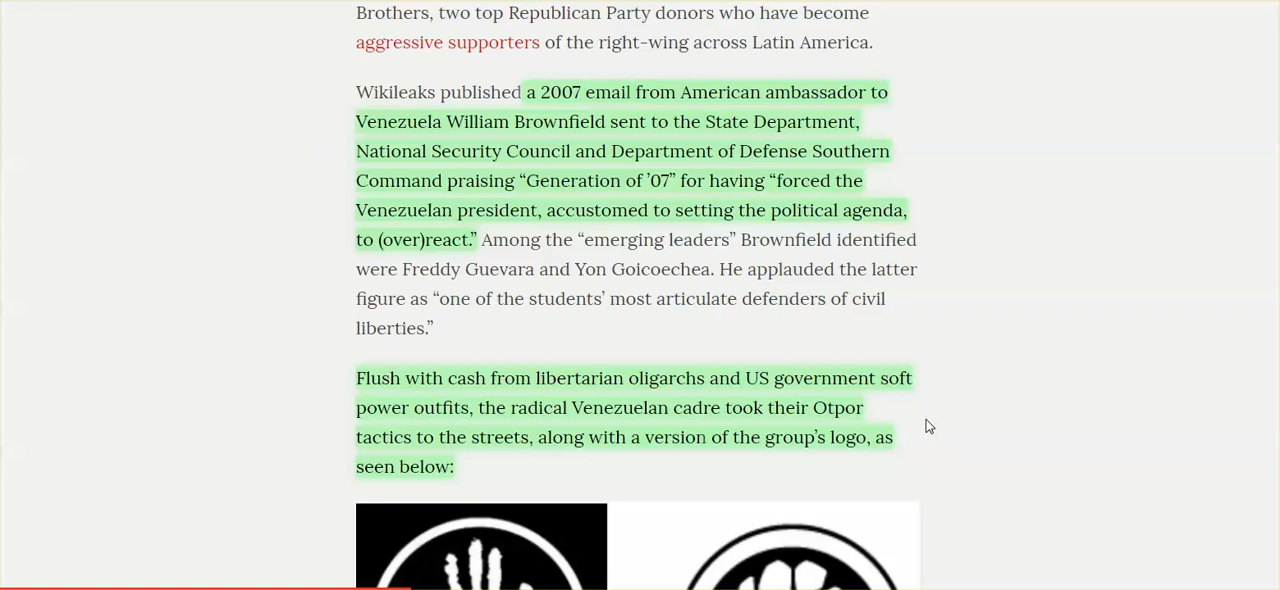 Brothers, two top Republican Party donors who have become
aggressive supporters of the right-wing across Latin America.
Wikileaks published a 2007 email from American ambassador to
Venezuela William Brownfield sent to the State Department,
National Security Council and Department of Defense Southern
Command praising “Generation of ’07” for having “forced the
Venezuelan president, accustomed to setting the political agenda,
to (over)react.” Among the “emerging leaders” Brownfield identified
were Freddy Guevara and Yon Goicoechea. He applauded the latter
figure as “one of the students’ most articulate defenders of civil
liberties.”
Flush with cash from libertarian oligarchs and US government soft
power outfits, the radical Venezuelan cadre took their Otpor
tactics to the streets, along with a version of the group’s logo, as
seen below: